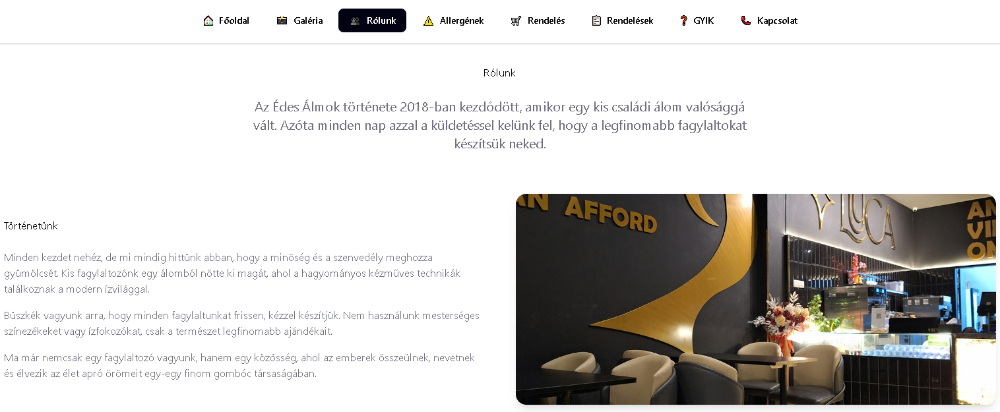 Főoldal
Galéria
Rólunk
Allergének
Rendelés
Rendelések
GYIK
Kapcsolat
Rólunk
Az Édes Álmok története 2018-ban kezdődött, amikor egy kis családi álom valósággá
vált. Azóta minden nap azzal a küldetéssel kelünk fel, hogy a legfinomabb fagylaltokat
készítsük neked.
Történetünk
Minden kezdet nehéz, de mi mindig hittünk abban, hogy a minőség és a szenvedély meghozza
gyümölcsét. Kis fagylaltozónk egy álomból nőtte ki magát, ahol a hagyományos kézműves technikák
találkoznak a modern ízvilággal.
Büszkék vagyunk arra, hogy minden fagylaltunkat frissen, kézzel készítjük. Nem használunk mesterséges
színezékeket vagy ízfokozókat, csak a természet legfinomabb ajándékait.
Ma már nemcsak egy fagylaltozó vagyunk, hanem egy közösség, ahol az emberek összeülnek, nevetnek
és élvezik az élet apró örömeit egy-egy finom gombóc társaságában.
AN AFFORD
LUCA
AN
VI
ON